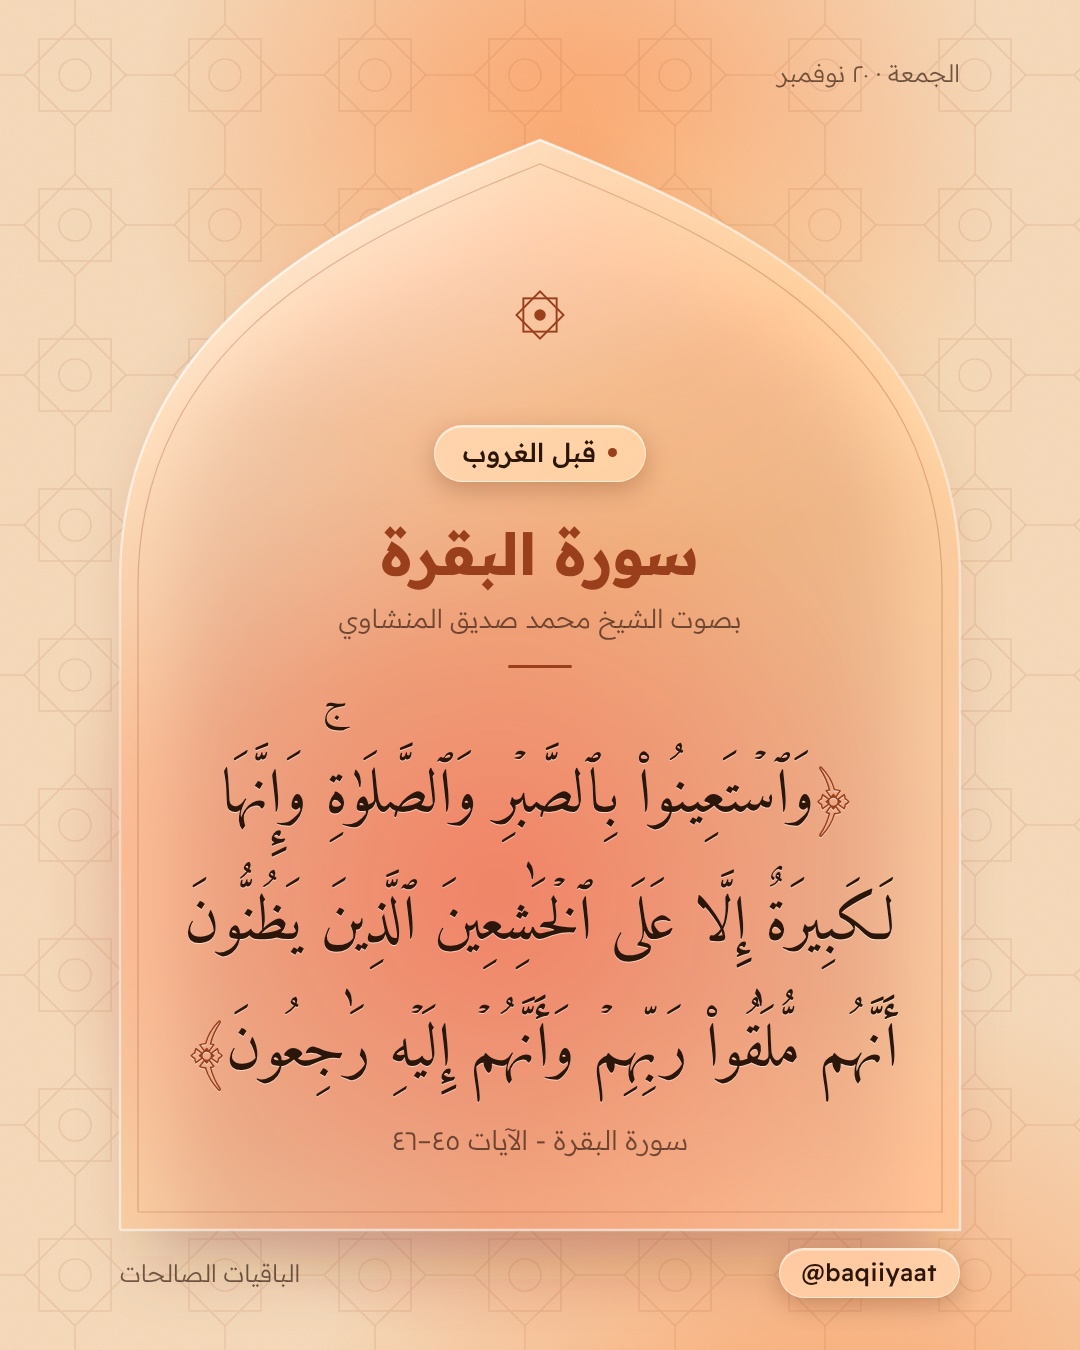 الجمعة · ٢٠ نوفمبر
قبل الغروب
سورة البقرة
بصوت الشيخ محمد صديق المنشاوي
﴿وَٱسۡتَعِينُواْ بِٱلصَّبۡرِ وَٱلصَّلَوٰةِۚ وَإِنَّهَا
لَكَبِيرَةٌ إِلَّا عَلَى ٱلۡخَٰشِعِينَ ٱلَّذِينَ يَظُنُّونَ
أَنَّهُم مُّلَٰقُواْ رَبِّهِمۡ وَأَنَّهُمۡ إِلَيۡهِ رَٰجِعُونَ﴾
سورة البقرة - الآيات ٤٥–٤٦
@baqiiyaat
الباقيات الصالحات